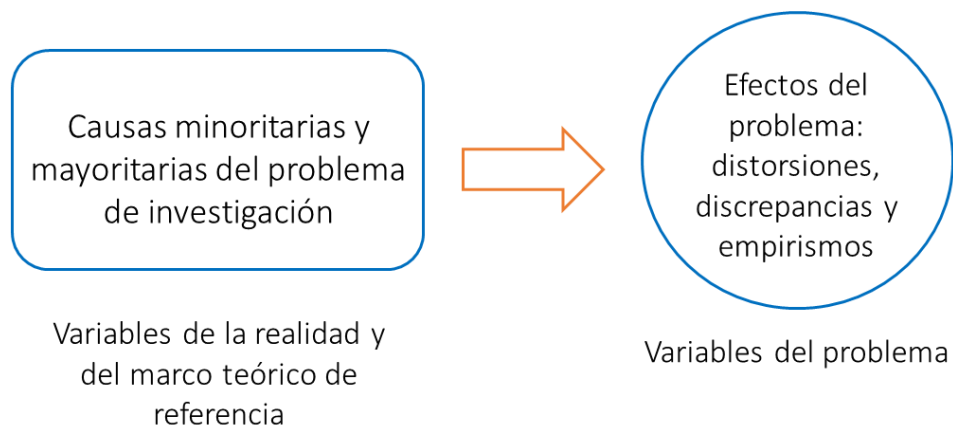 Causas minoritarias y
mayoritarias del problema
de investigación
Efectos del
problema:
distorsiones,
discrepancias y
empirismos
Variables de la realidad y
del marco teórico de
referencia
Variables del problema